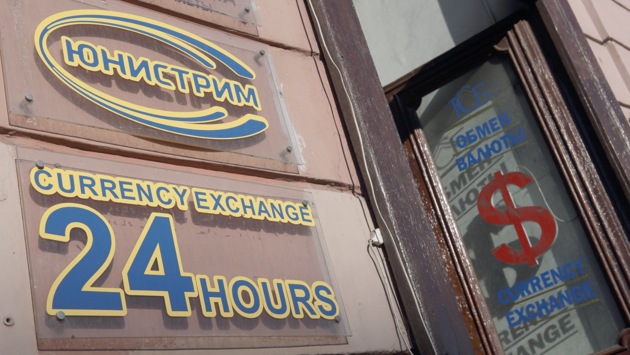 ЮНИСТРИМ
CURRENCY EXCHANGE
24 HOURS
ОБМЕН
ВАЛЮТЫ
$
CURRENCY
EXCHANGE